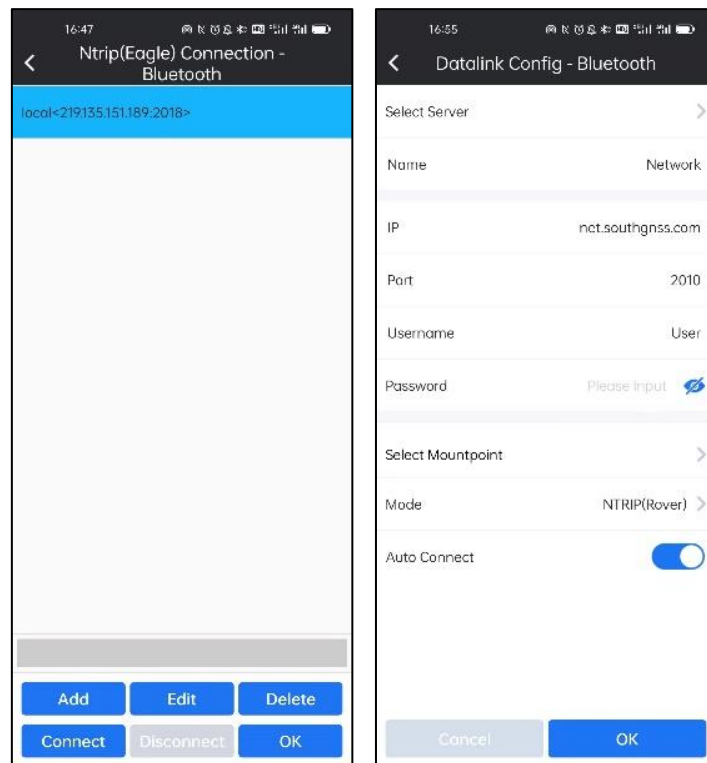 16:47
Ntrip(Eagle) Connection -
Bluetooth
local<219.135.151.189:2018>
Add
Edit
Delete
Connect
Disconnect
OK
16:55
Datalink Config - Bluetooth
Select Server
Name
Network
IP
nct.southgnss.com
Port
2010
Username
User
Password
Please input
Select Mountpoint
Mode
NTRIP(Rover)
Auto Connect
Cancel
OK